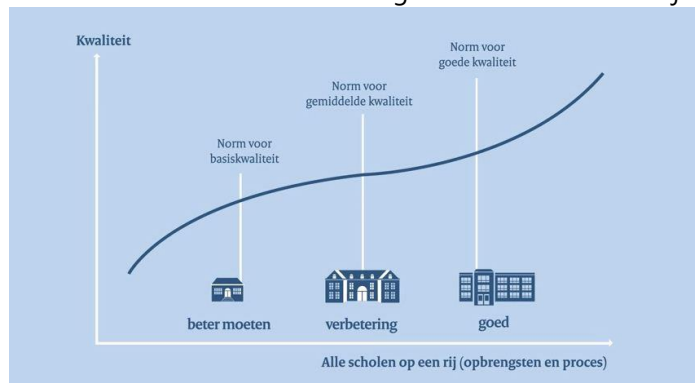 Kwaliteit
Norm voor
goede kwaliteit
Norm voor
gemiddelde kwaliteit
Norm voor
basiskwaliteit
beter moeten
verbetering
goed
Alle scholen op een rij (opbrengsten en proces)